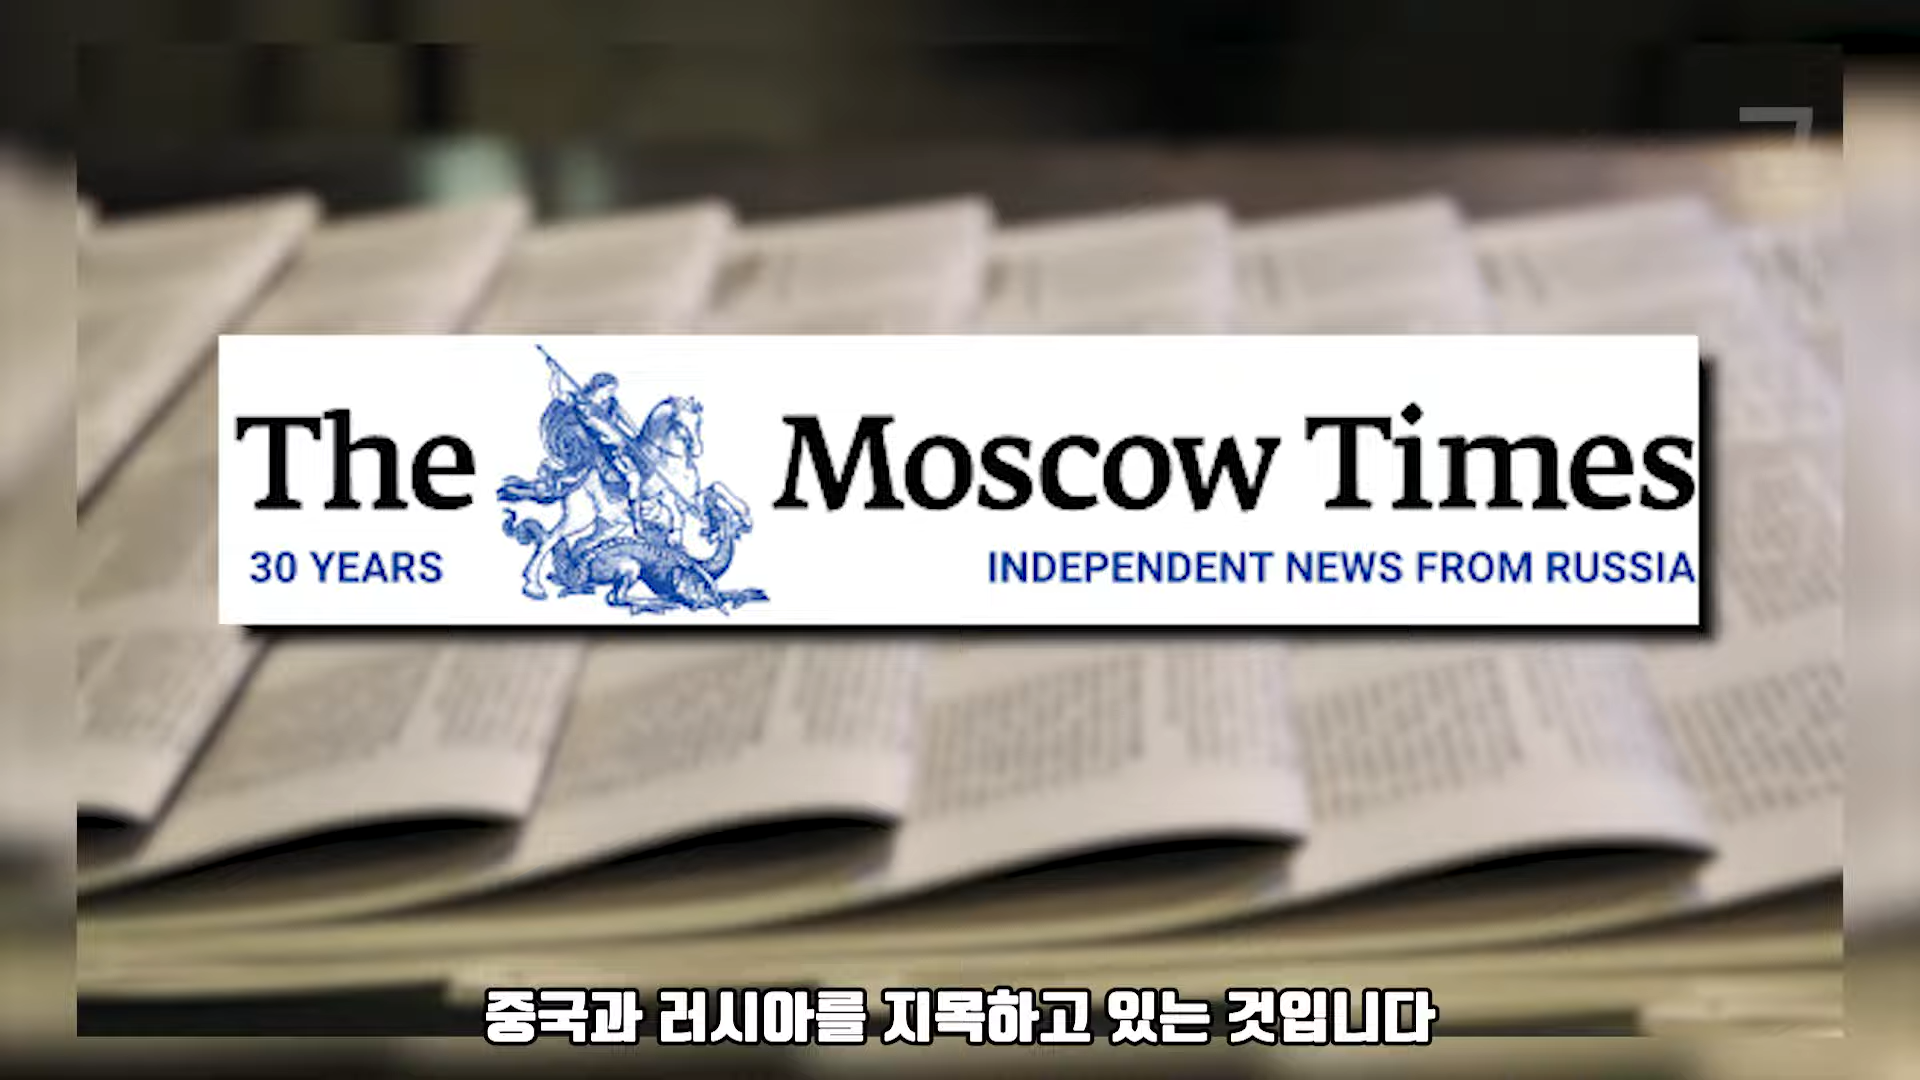 The Moscow Times
30 YEARS
INDEPENDENT NEWS FROM RUSSIA
중국과 러시아를 지목하고 있는 것입니다